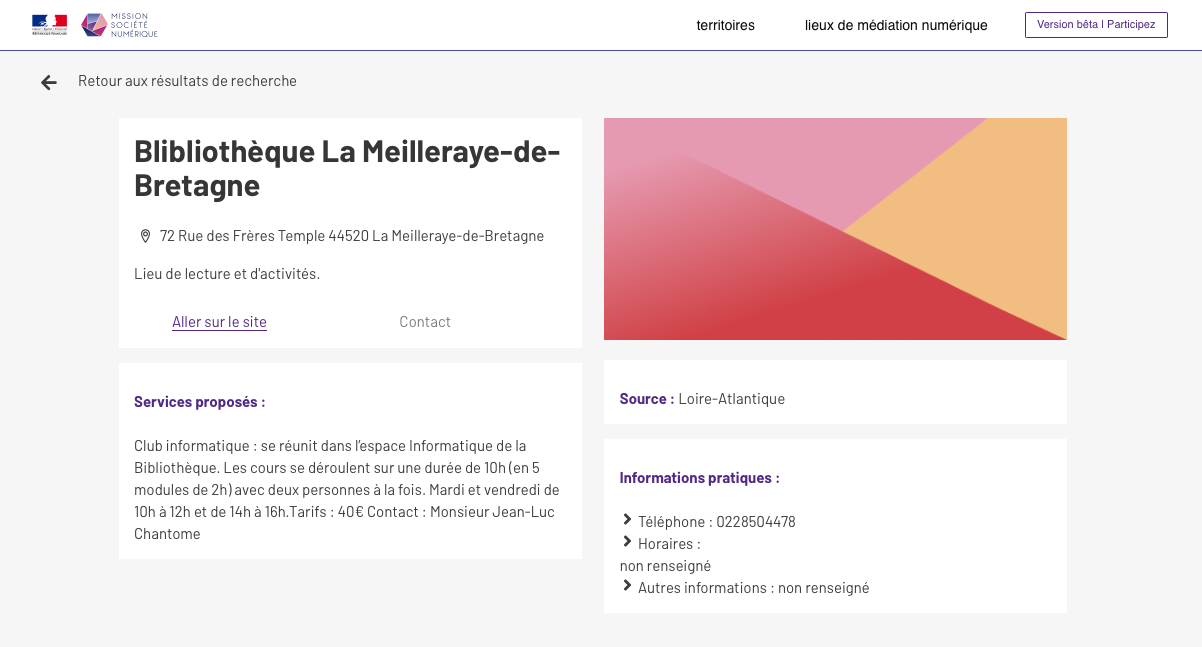 RÉPUBLIQUE FRANÇAISE
MISSION
SOCIÉTÉ
NUMÉRIQUE
territoires
lieux de médiation numérique
Version bêta I Participez
Retour aux résultats de recherche
Blibliothèque La Meilleraye-de-
Bretagne
72 Rue des Frères Temple 44520 La Meilleraye-de-Bretagne
Lieu de lecture et d'activités.
Aller sur le site
Contact
Services proposés :
Club informatique : se réunit dans l’espace Informatique de la
Bibliothèque. Les cours se déroulent sur une durée de 10h (en 5
modules de 2h) avec deux personnes à la fois. Mardi et vendredi de
10h à 12h et de 14h à 16h.Tarifs : 40€ Contact : Monsieur Jean-Luc
Chantome
Source : Loire-Atlantique
Informations pratiques :
Téléphone : 0228504478
Horaires :
non renseigné
Autres informations : non renseigné